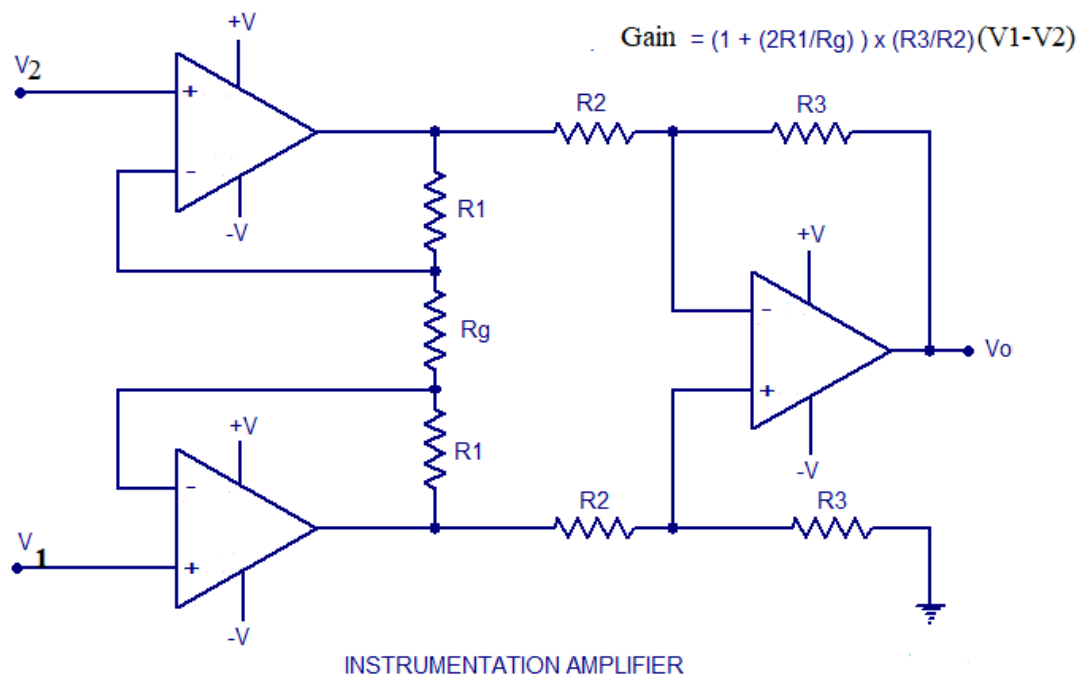 +V
Gain = (1 + (2R1/Rg) ) x (R3/R2)(V1-V2)
V2
+
R2
R3
-
R1
-V
+V
Rg
-
Vo
+
+V
R1
-V
-
R2
R3
V1
+
-V
INSTRUMENTATION AMPLIFIER